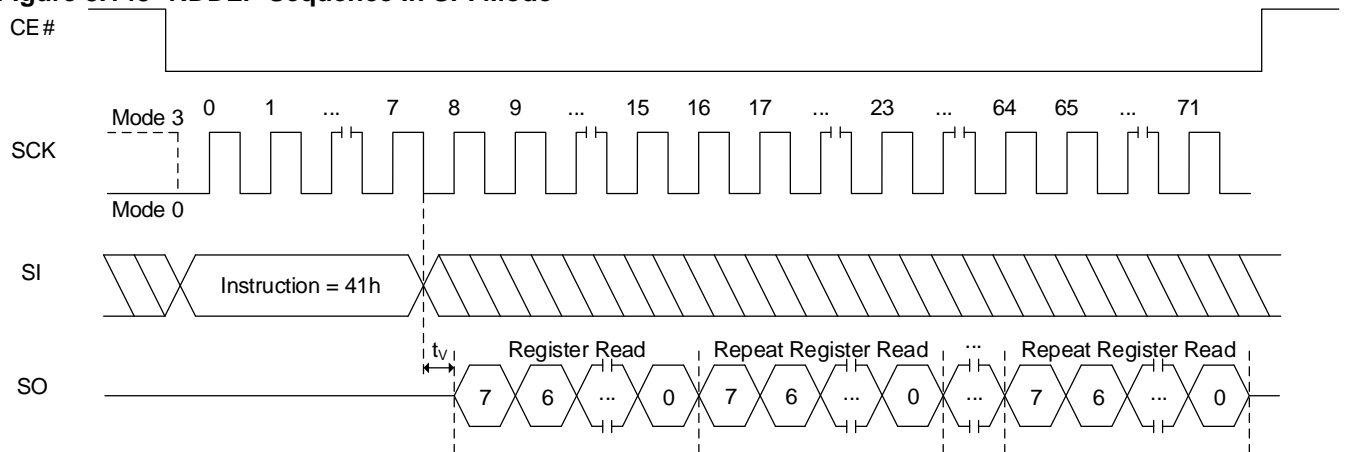 CE#
0 1 ... 7 8 9 ... 15 16 17 ... 23 ... 64 65 ... 71
Mode 3
SCK
Mode 0
SI
Instruction = 41h
tV
Register Read Repeat Register Read ... Repeat Register Read
SO
7 6 ... 0 7 6 ... 0 ... 7 6 ... 0